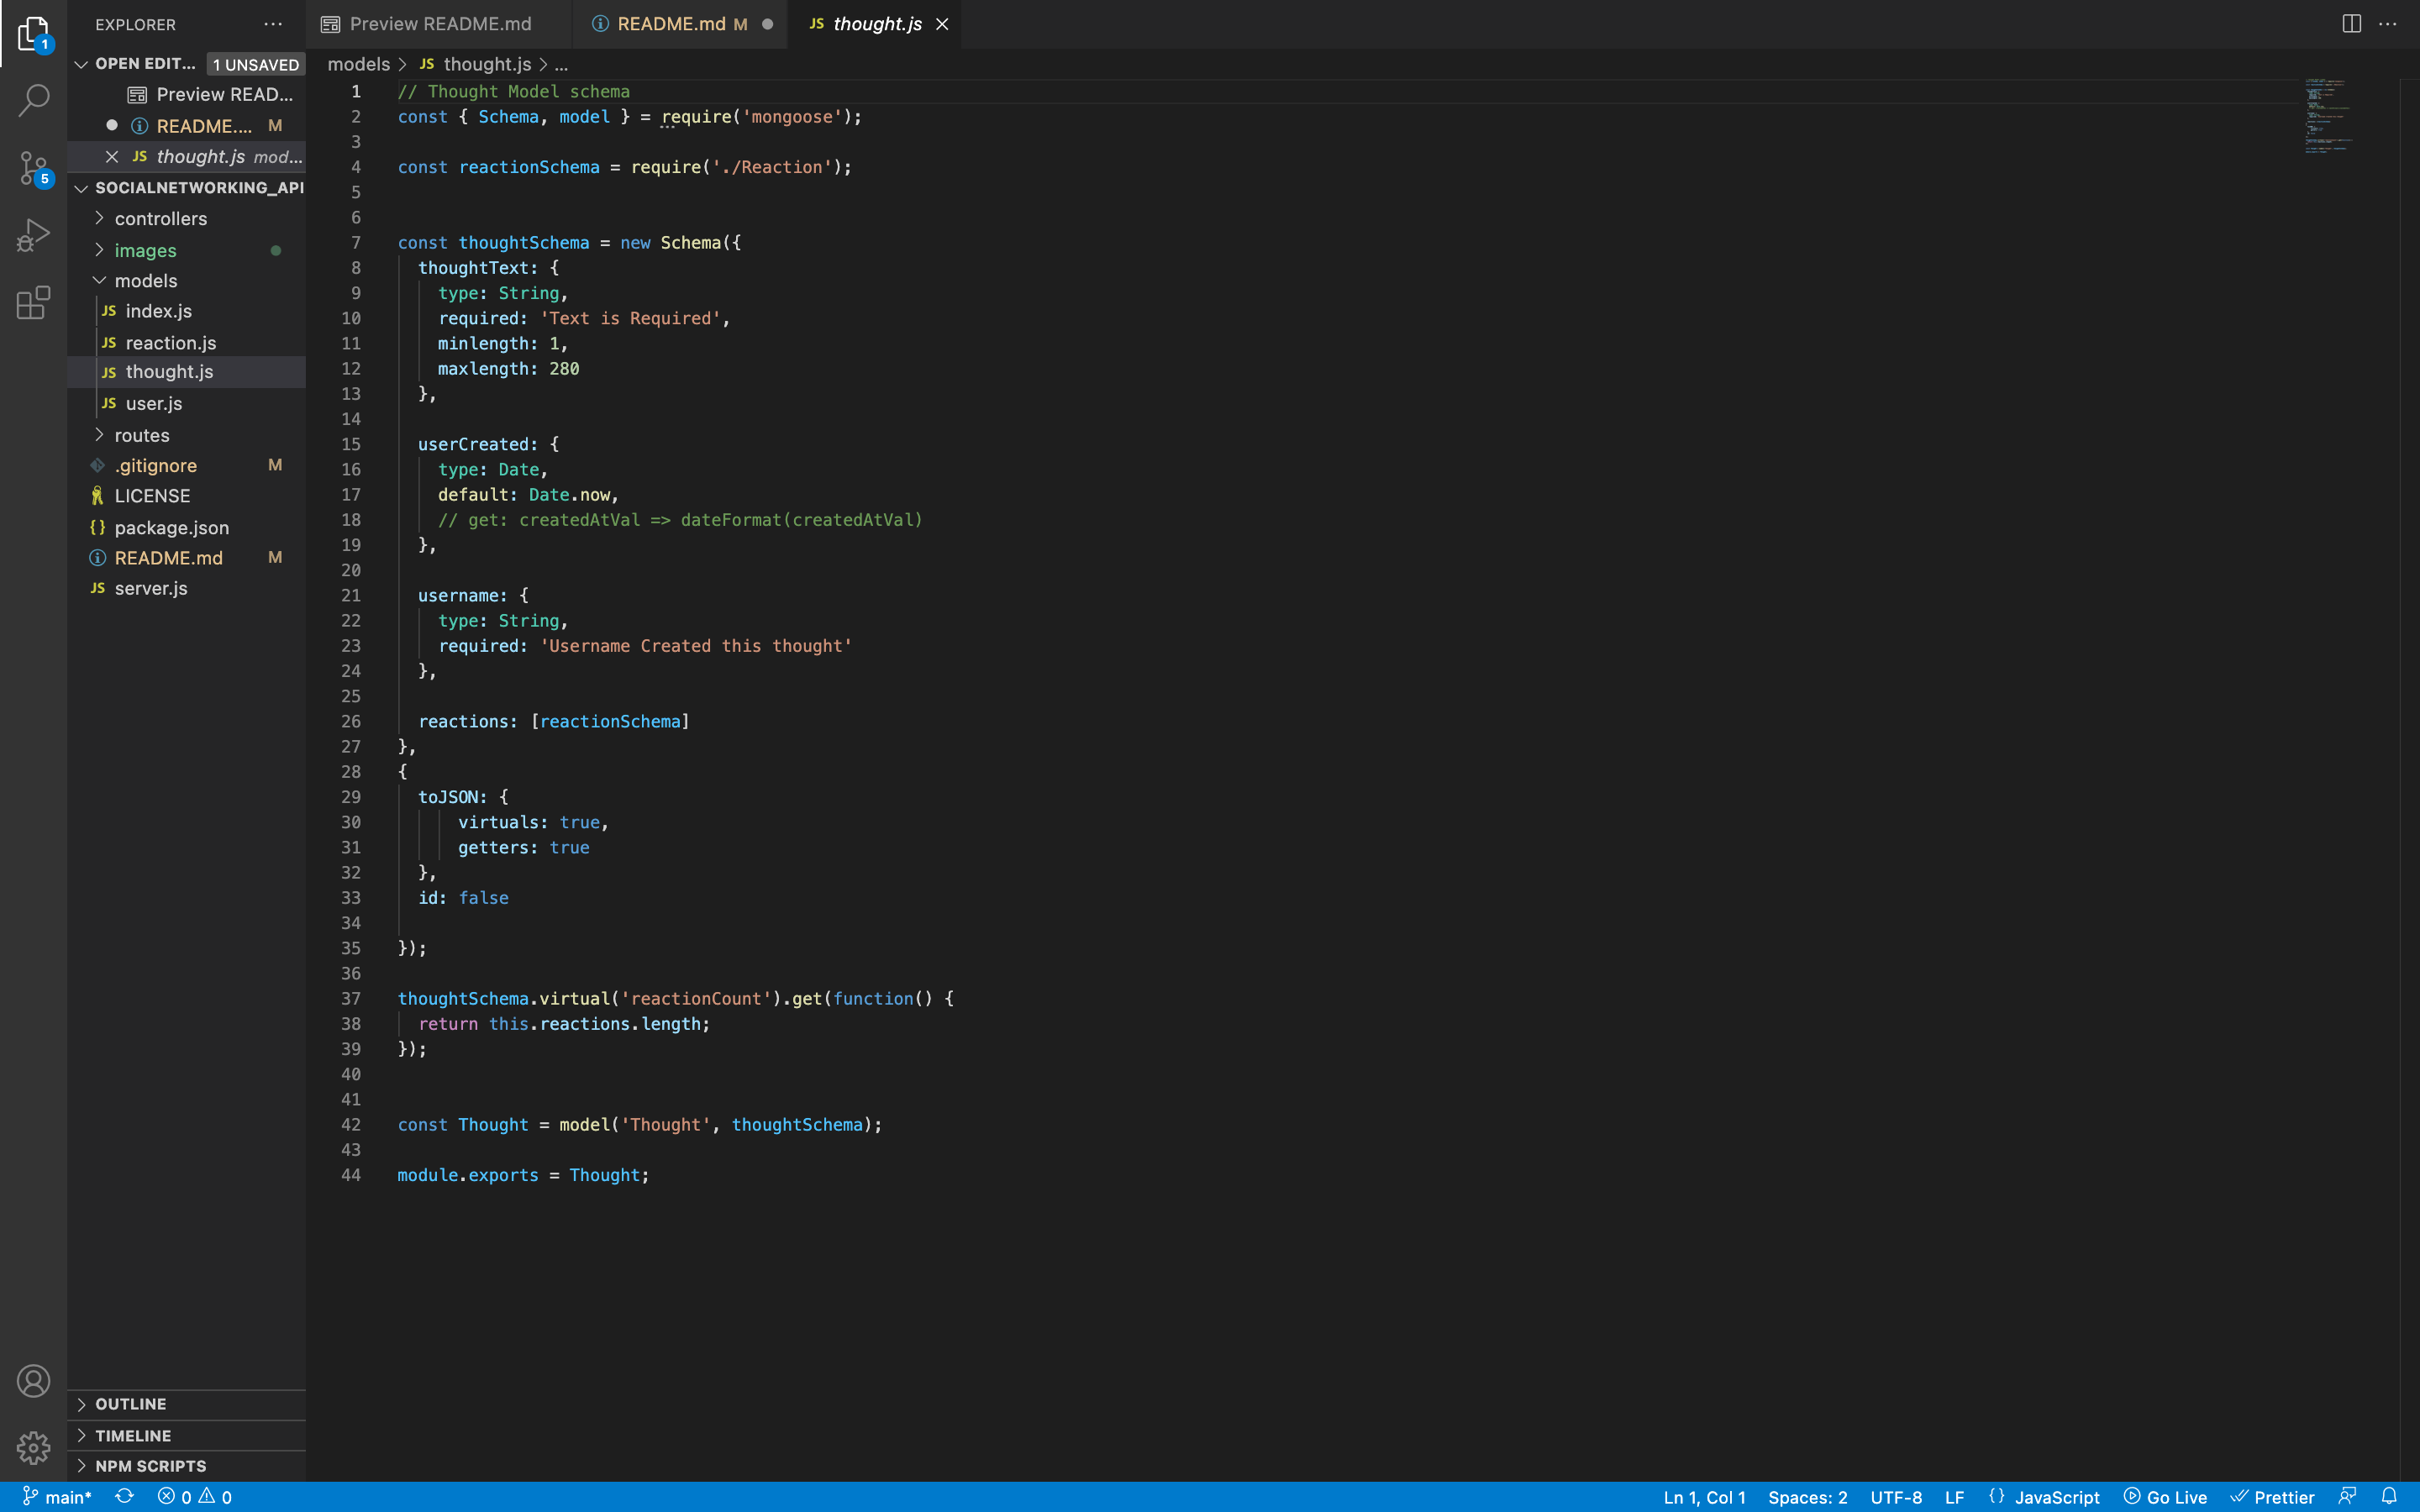 EXPLORER
···
OPEN EDIT... 1 UNSAVED
Preview READ...
README.... M
thought.js mod...
SOCIALNETWORKING_API
controllers
images
models
JS index.js
JS reaction.js
JS thought.js
JS user.js
routes
.gitignore M
LICENSE
{} package.json
README.md M
JS server.js
OUTLINE
TIMELINE
NPM SCRIPTS
1
5
Preview README.md
README.md M
JS thought.js
models > JS thought.js > ...
1 // Thought Model schema
2 const { Schema, model } = require('mongoose');
3
4 const reactionSchema = require('./Reaction');
5
6
7 const thoughtSchema = new Schema({
8 thoughtText: {
9 type: String,
10 required: 'Text is Required',
11 minlength: 1,
12 maxlength: 280
13 },
14
15 userCreated: {
16 type: Date,
17 default: Date.now,
18 // get: createdAtVal => dateFormat(createdAtVal)
19 },
20
21 username: {
22 type: String,
23 required: 'Username Created this thought'
24 },
25
26 reactions: [reactionSchema]
27 },
28 {
29 toJSON: {
30 virtuals: true,
31 getters: true
32 },
33 id: false
34
35 });
36
37 thoughtSchema.virtual('reactionCount').get(function() {
38 return this.reactions.length;
39 });
40
41
42 const Thought = model('Thought', thoughtSchema);
43
44 module.exports = Thought;
main* 0 0 Ln 1, Col 1 Spaces: 2 UTF-8 LF {} JavaScript Go Live Prettier